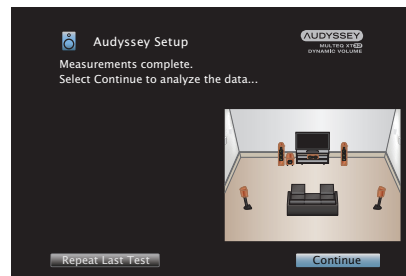 Audyssey Setup
AUDYSSEY
MULTEQ XT32
DYNAMIC VOLUME
Measurements complete.
Select Continue to analyze the data...
Repeat Last Test
Continue